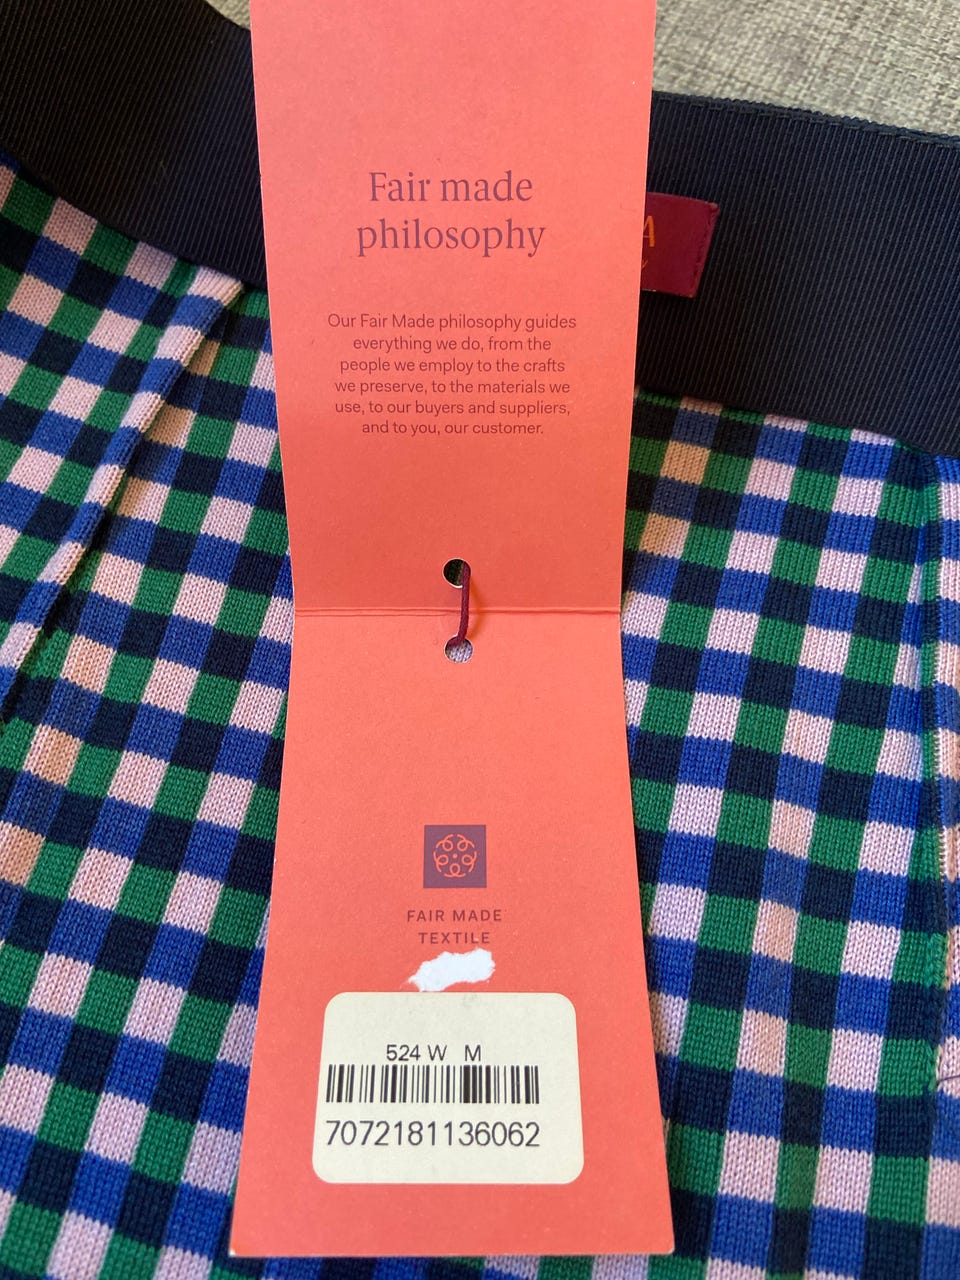 Fair made
philosophy
A
Our Fair Made philosophy guides
everything we do, from the
people we employ to the crafts
we preserve, to the materials we
use, to our buyers and suppliers,
and to you, our customer.
FAIR MADE
TEXTILE
524 W M
7072181136062